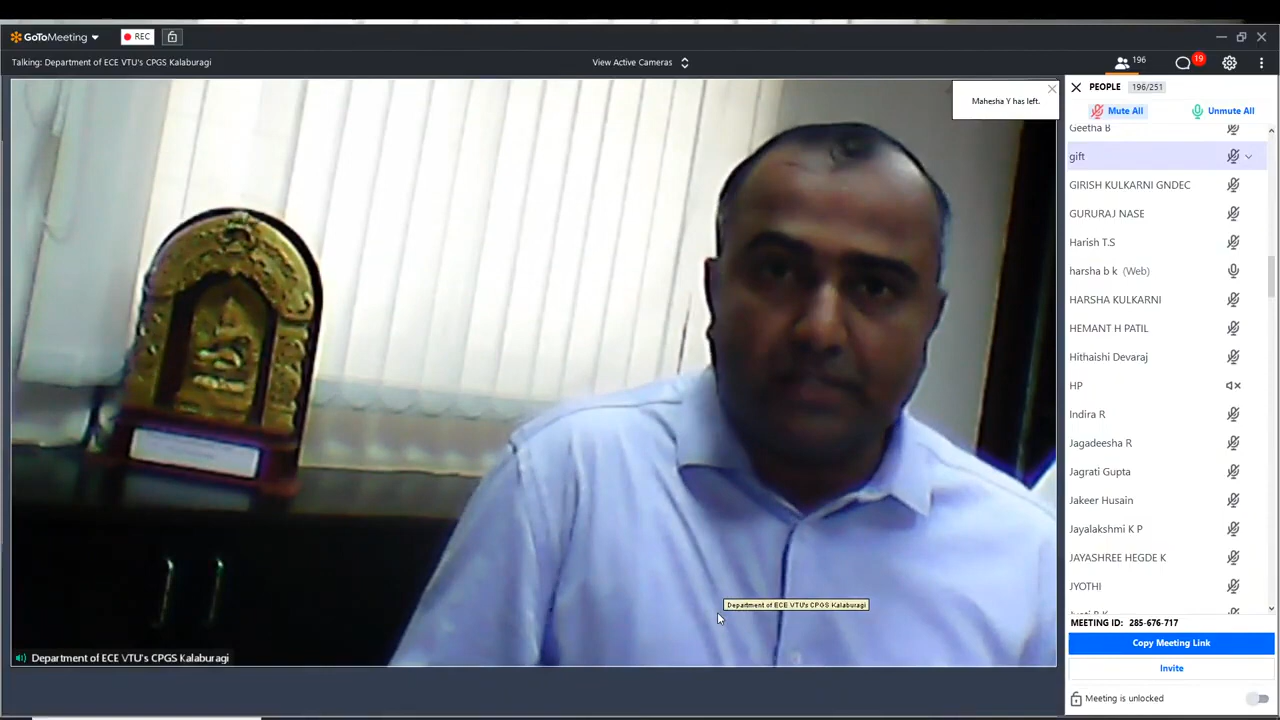 GoToMeeting
REC
Talking: Department of ECE VTU's CPGS Kalaburagi
View Active Cameras
196
19
Mahesha Y has left.
PEOPLE 196/251
Mute All
Unmute All
Geetha B
gift
GIRISH KULKARNI GNDEC
GURURAJ NASE
Harish T.S
harsha b k (Web)
HARSHA KULKARNI
HEMANT H PATIL
Hithaishi Devaraj
HP
Indira R
Jagadeesha R
Jagrati Gupta
Jakeer Husain
Jayalakshmi K P
JAYASHREE HEGDE K
JYOTHI
Department of ECE VTU's CPGS Kalaburagi
Department of ECE VTU's CPGS Kalaburagi
MEETING ID: 285-676-717
Copy Meeting Link
Invite
Meeting is unlocked